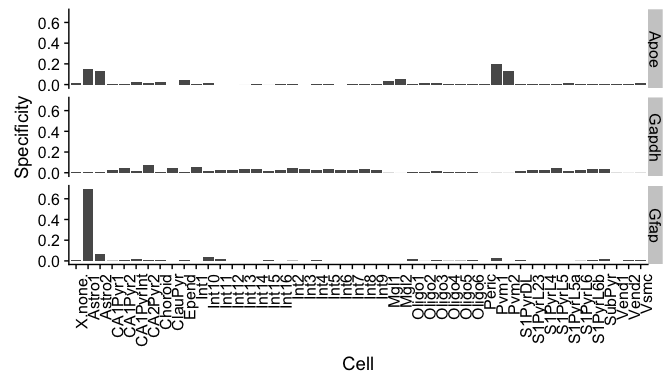 0.6
0.4
0.2
0.0
Apoe
0.6
0.4
0.2
0.0
Gapdh
0.6
0.4
0.2
0.0
Gfap
Specificity
X.none.
Astro1
Astro2
CA1Pyr1
CA1Pyr2
CA1PyrInt
CA2Pyr2
Choroid
ClauPyr
Epend
Int1
Int10
Int11
Int12
Int13
Int14
Int15
Int16
Int2
Int3
Int4
Int5
Int6
Int7
Int8
Int9
Mgl1
Mgl2
Oligo1
Oligo2
Oligo3
Oligo4
Oligo5
Oligo6
Peric
Pvm1
Pvm2
S1PyrDL
S1PyrL23
S1PyrL4
S1PyrL5
S1PyrL5a
S1PyrL6
S1PyrL6b
SubPyr
Vend1
Vend2
Vsmc
Cell